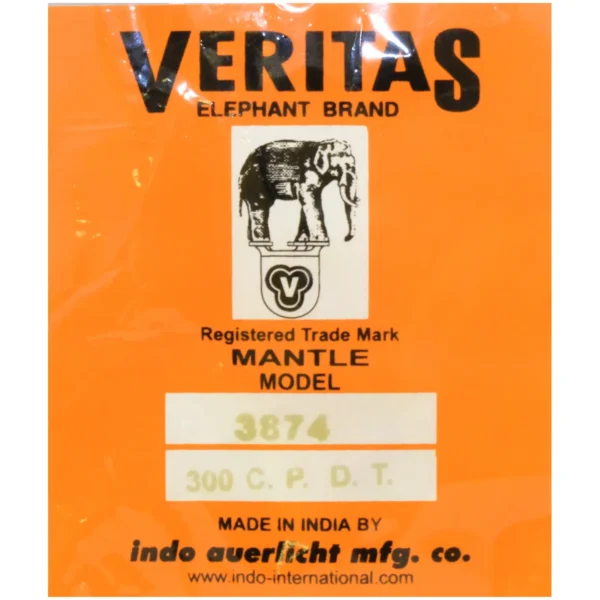 VERITAS
ELEPHANT BRAND
V
Registered Trade Mark
MANTLE
MODEL
3874
300 C. P. D. T.
MADE IN INDIA BY
indo auerlicht mfg. co.
www.indo-international.com